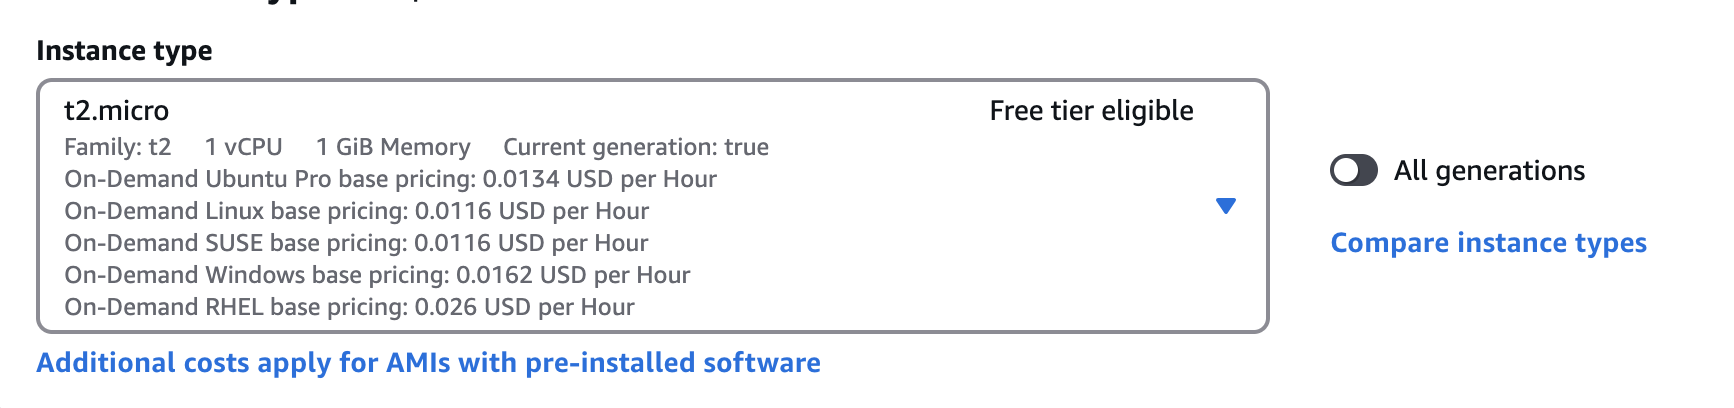 Instance type
t2.micro Free tier eligible
Family: t2 1 vCPU 1 GiB Memory Current generation: true
On-Demand Ubuntu Pro base pricing: 0.0134 USD per Hour
On-Demand Linux base pricing: 0.0116 USD per Hour
On-Demand SUSE base pricing: 0.0116 USD per Hour
On-Demand Windows base pricing: 0.0162 USD per Hour
On-Demand RHEL base pricing: 0.026 USD per Hour
All generations
Compare instance types
Additional costs apply for AMIs with pre-installed software